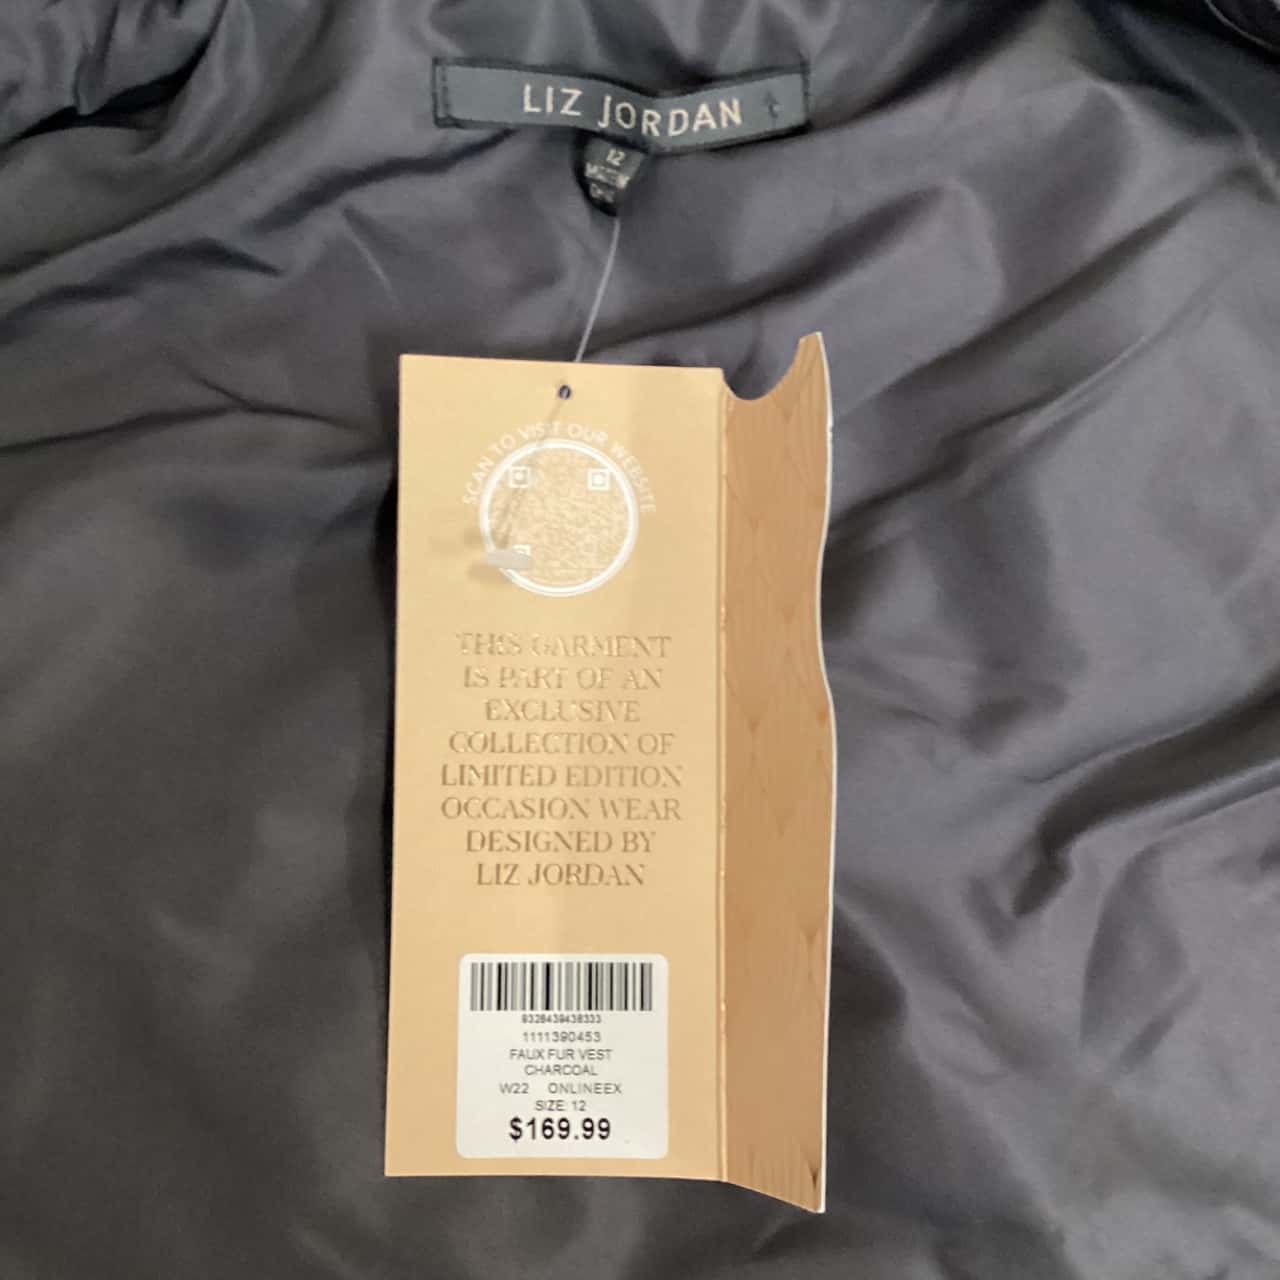 LIZ JORDAN
12
SCAN TO VISIT OUR WEBSITE
THIS GARMENT
IS PART OF AN
EXCLUSIVE
COLLECTION OF
LIMITED EDITION
OCCASION WEAR
DESIGNED BY
LIZ JORDAN
9328439438333
1111390453
FAUX FUR VEST
CHARCOAL
W22 ONLINEEX
SIZE: 12
$169.99